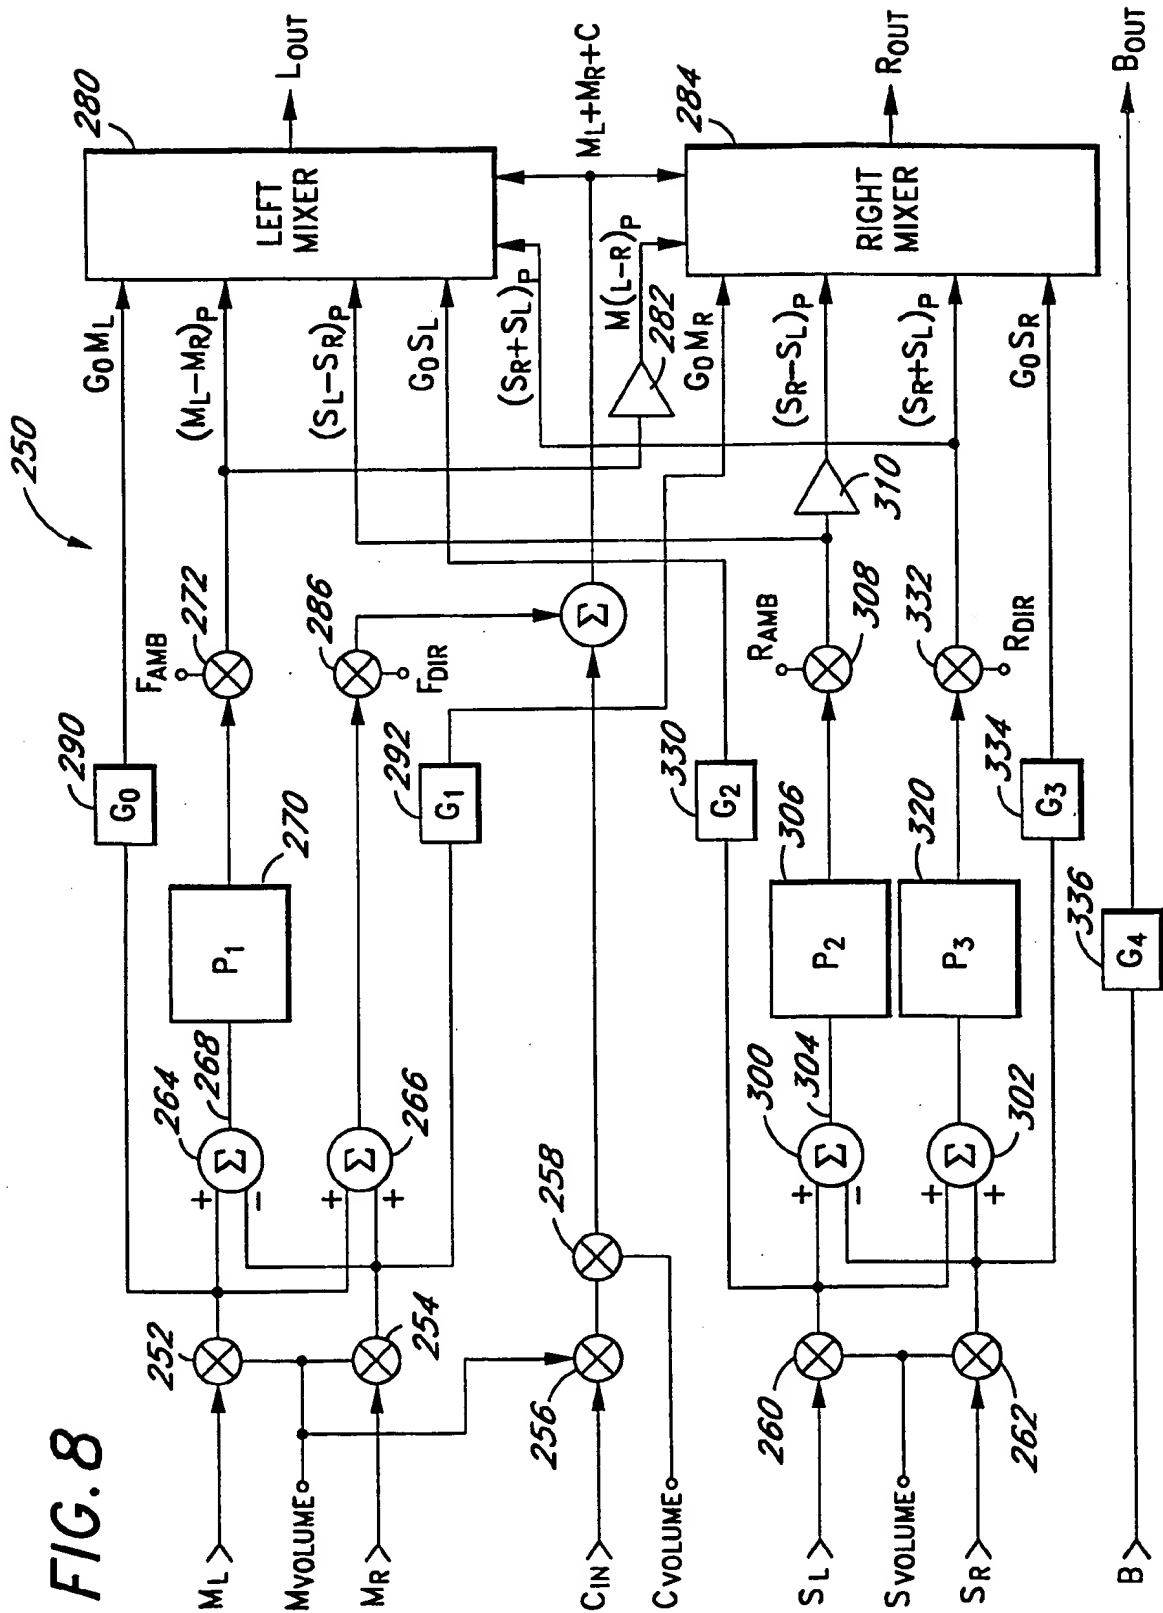 FIG. 8
250
ML
MVOLUME
MR
CIN
CVOLUME
SL
SVOLUME
SR
B
252
254
256
258
260
262
+
-
+
+
+
-
+
+
264
Σ
268
Σ
266
300
Σ
304
Σ
302
P1
270
P2
306
P3
320
G0
290
G1
292
G2
330
G3
334
G4
336
FAMB
272
286
FDIR
Σ
RAMB
308
332
RDIR
310
282
G0ML
(ML-MR)P
(SL-SR)P
G0SL
(SR+SL)P
M(L-R)P
G0MR
(SR-SL)P
(SR+SL)P
G0SR
LEFT
MIXER
280
LOUT
ML+MR+C
RIGHT
MIXER
284
ROUT
BOUT